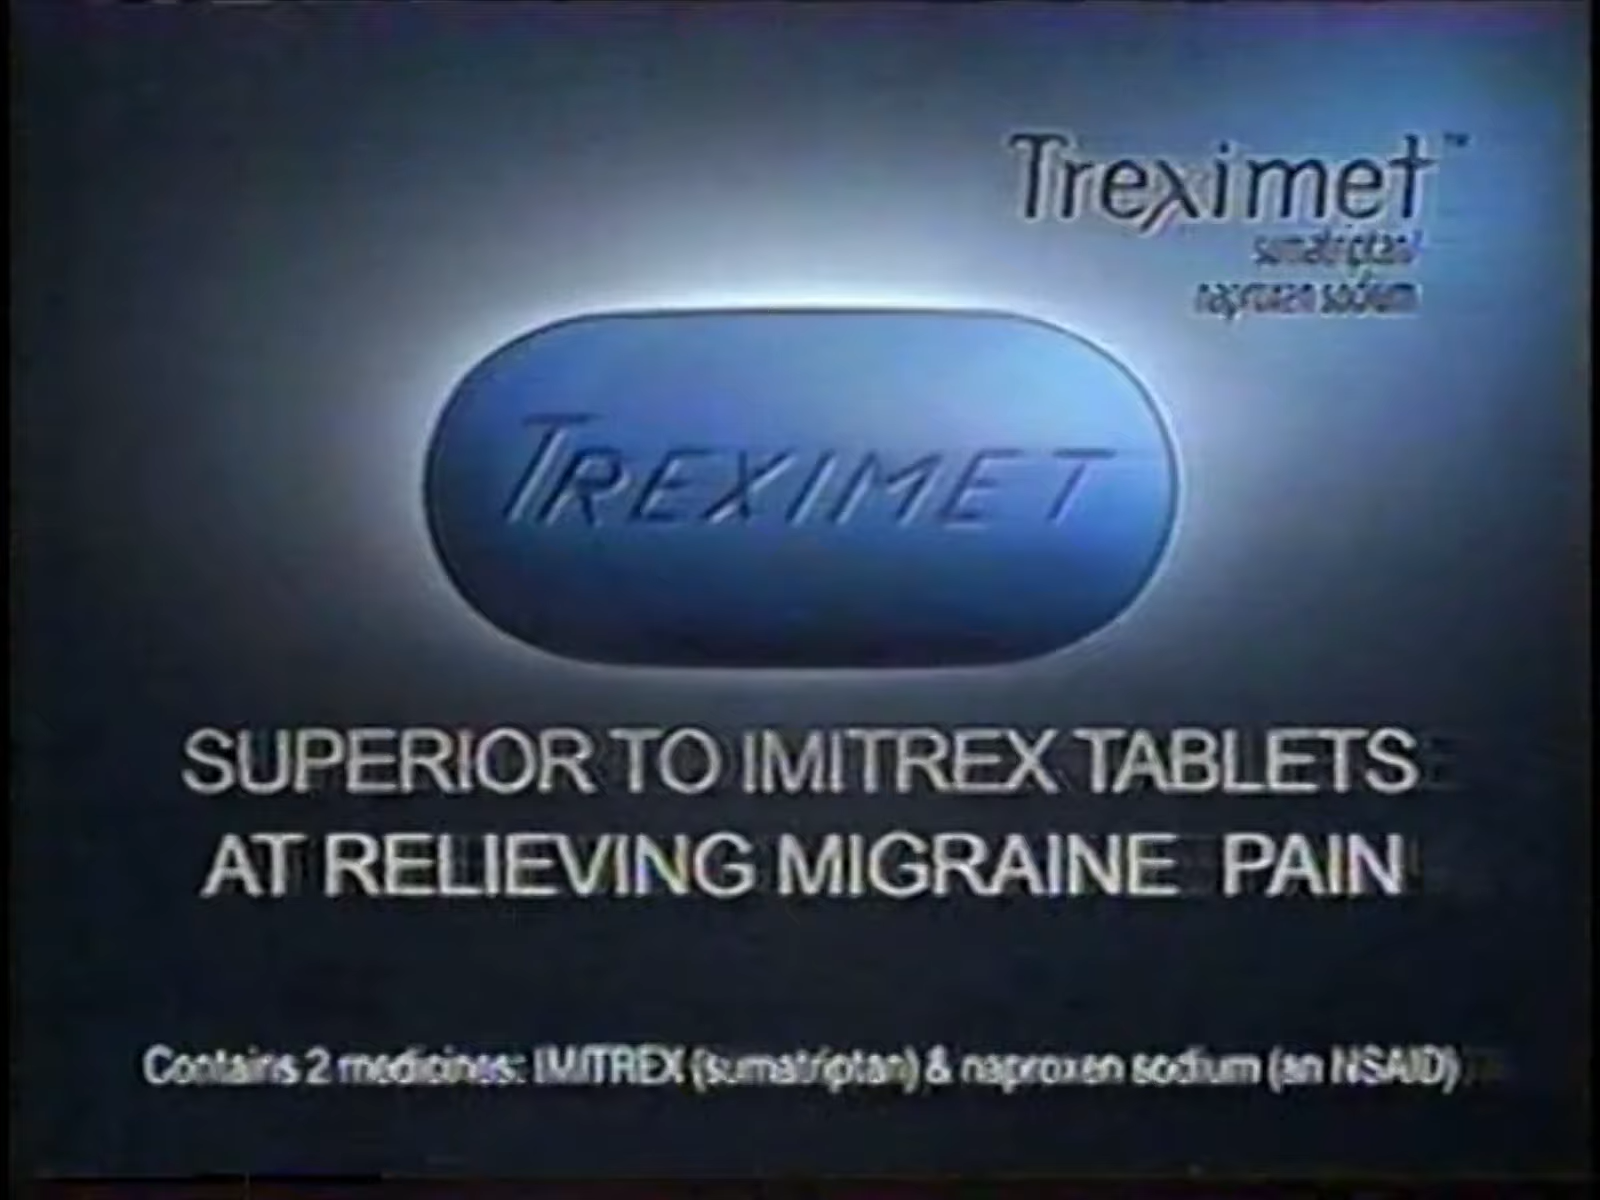 Treximet™
sumatriptan/
naproxen sodium
TREXIMET
SUPERIOR TO IMITREX TABLETS
AT RELIEVING MIGRAINE PAIN
Contains 2 medicines: IMITREX (sumatriptan) & naproxen sodium (an NSAID)